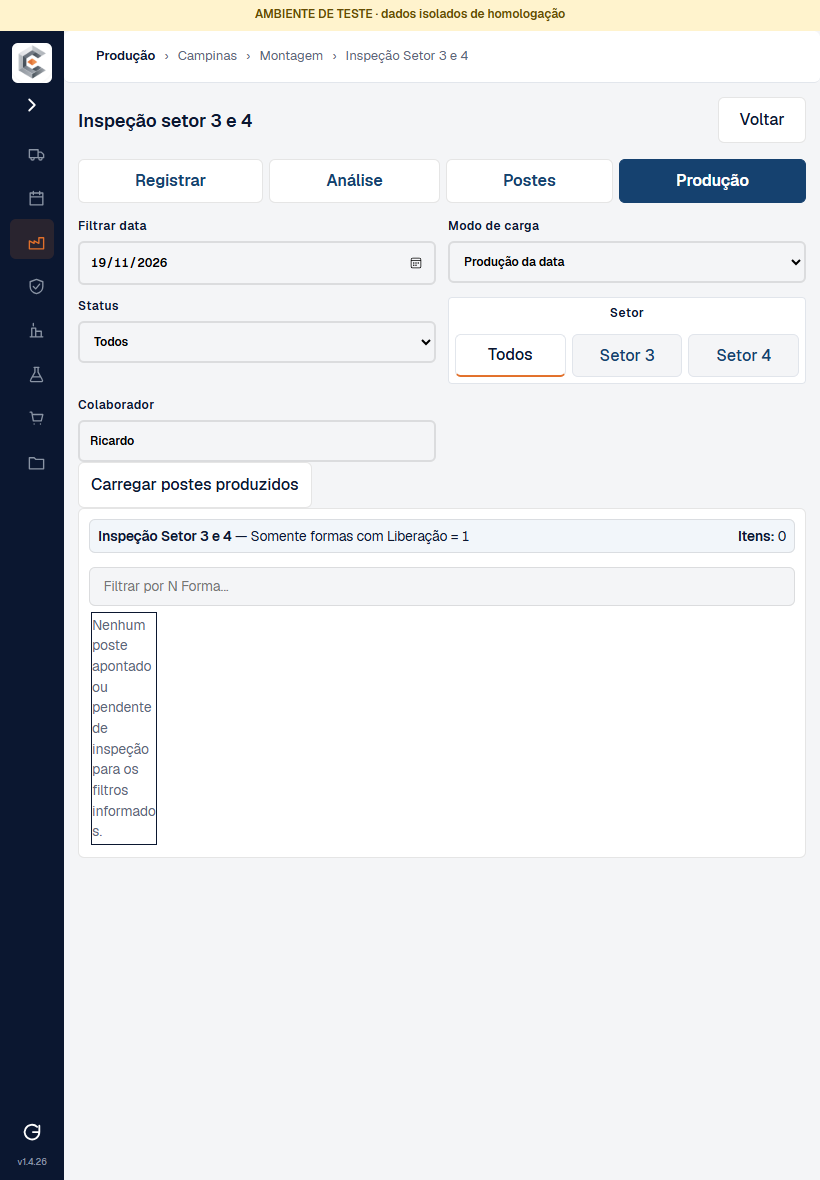 AMBIENTE DE TESTE · dados isolados de homologação
Produção › Campinas › Montagem › Inspeção Setor 3 e 4
Inspeção setor 3 e 4
Voltar
Registrar
Análise
Postes
Produção
Filtrar data
Modo de carga
19/11/2026
Produção da data
Status
Todos
Setor
Todos
Setor 3
Setor 4
Colaborador
Ricardo
Carregar postes produzidos
Inspeção Setor 3 e 4 — Somente formas com Liberação = 1
Itens: 0
Filtrar por N Forma...
Nenhum
poste
apontado
ou
pendente
de
inspeção
para os
filtros
informado
s.
v1.4.26